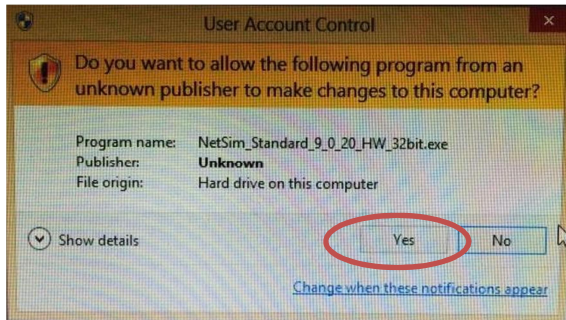 User Account Control
Do you want to allow the following program from an
unknown publisher to make changes to this computer?
Program name: NetSim_Standard_9_0_20_HW_32bit.exe
Publisher: Unknown
File origin: Hard drive on this computer
Show details
Yes
No
Change when these notifications appear